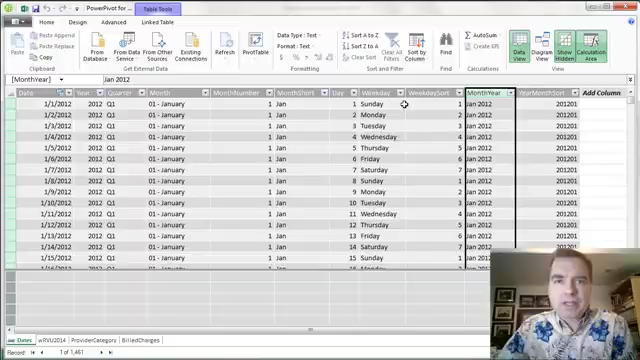 PowerPivot for
Table Tools
Home
Design
Advanced
Linked Table
Paste Append
Paste Replace
Copy
Paste
Clipboard
From Database
From Data Service
From Other Sources
Existing Connections
Get External Data
Refresh
PivotTable
Data Type: (Text)
Format: (Text)
Formatting
Sort A to Z
Sort Z to A
Clear Sort
Clear All Filters
Sort by Column
Sort and Filter
Find
Find
AutoSum
Create KPI
Calculations
Data View
Diagram View
Show Hidden
Calculation Area
View
[MonthYear]
Jan 2012
Date Year Quarter Month MonthNumber MonthShort Day Weekday WeekdaySort MonthYear YearMonthSort Add Column
1/1/2012 2012 Q1 01 - January 1 Jan 1 Sunday 1 Jan 2012 201201
1/2/2012 2012 Q1 01 - January 1 Jan 2 Monday 2 Jan 2012 201201
1/3/2012 2012 Q1 01 - January 1 Jan 3 Tuesday 3 Jan 2012 201201
1/4/2012 2012 Q1 01 - January 1 Jan 4 Wednesday 4 Jan 2012 201201
1/5/2012 2012 Q1 01 - January 1 Jan 5 Thursday 5 Jan 2012 201201
1/6/2012 2012 Q1 01 - January 1 Jan 6 Friday 6 Jan 2012 201201
1/7/2012 2012 Q1 01 - January 1 Jan 7 Saturday 7 Jan 2012 201201
1/8/2012 2012 Q1 01 - January 1 Jan 8 Sunday 1 Jan 2012 201201
1/9/2012 2012 Q1 01 - January 1 Jan 9 Monday 2 Jan 2012 201201
1/10/2012 2012 Q1 01 - January 1 Jan 10 Tuesday 3 Jan 2012 201201
1/11/2012 2012 Q1 01 - January 1 Jan 11 Wednesday 4 Jan 2012 201201
1/12/2012 2012 Q1 01 - January 1 Jan 12 Thursday 5 Jan 2012 201201
1/13/2012 2012 Q1 01 - January 1 Jan 13 Friday 6 Jan 2012 201201
1/14/2012 2012 Q1 01 - January 1 Jan 14 Saturday 7 Jan 2012 201201
1/15/2012 2012 Q1 01 - January 1 Jan 15 Sunday 1 Jan 2012
Dates wRVU2014 ProviderCategory BilledCharges
Record: 1 of 1,461